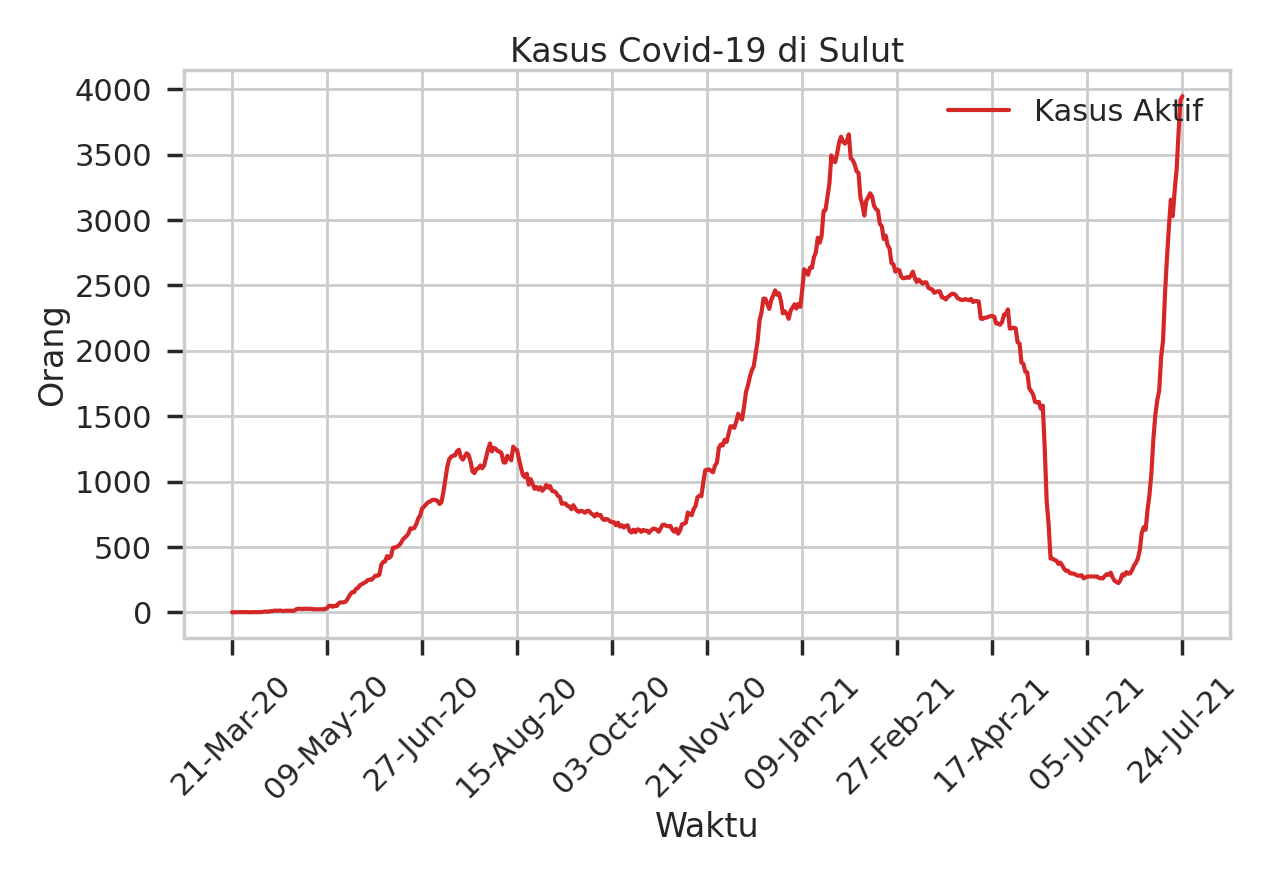 Kasus Covid-19 di Sulut
Kasus Aktif
Orang
4000
3500
3000
2500
2000
1500
1000
500
0
21-Mar-20
09-May-20
27-Jun-20
15-Aug-20
03-Oct-20
21-Nov-20
09-Jan-21
27-Feb-21
17-Apr-21
05-Jun-21
24-Jul-21
Waktu